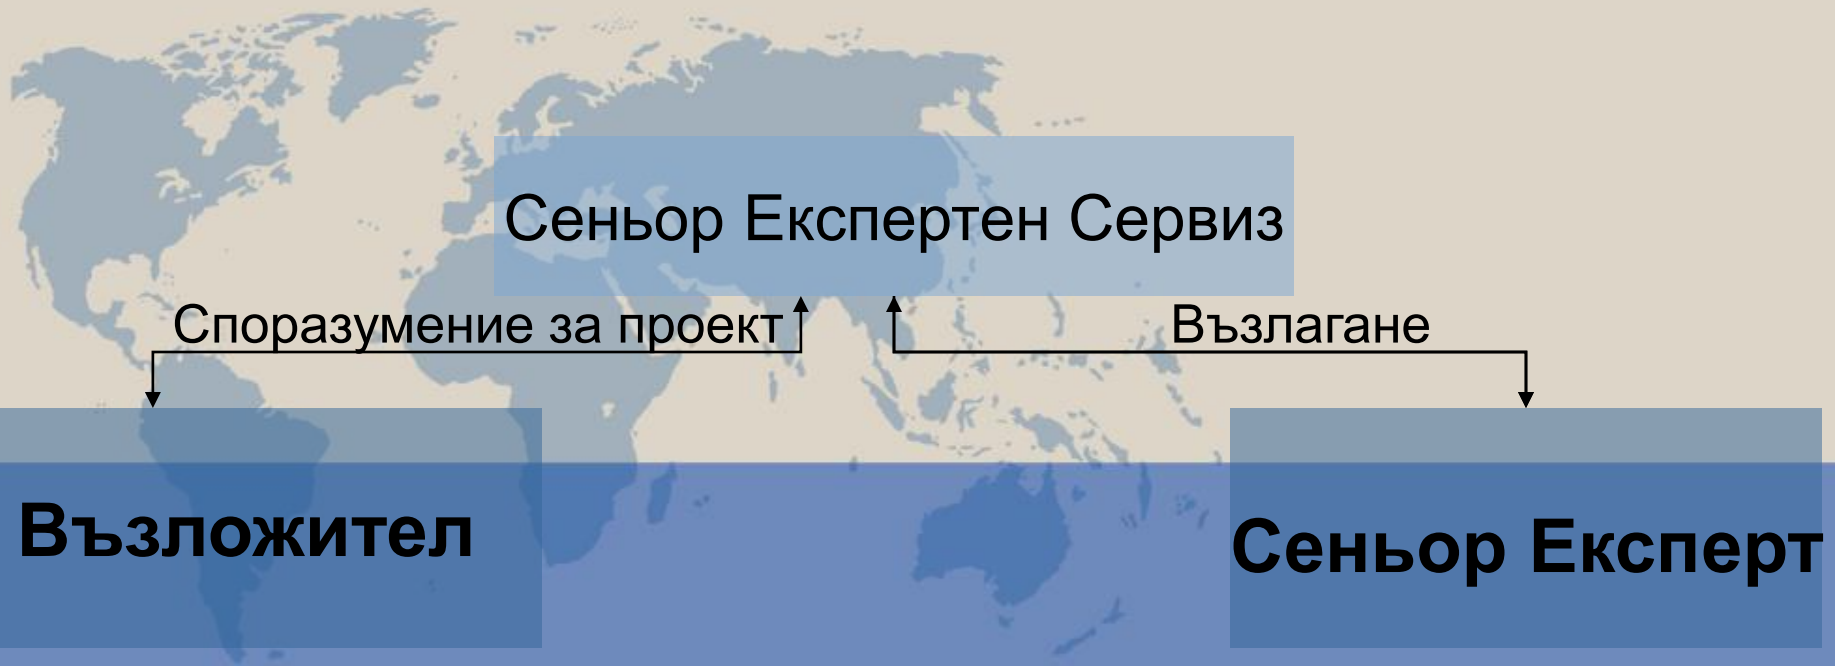 Сеньор Експертен Сервиз
Споразумение за проект
Възлагане
Възложител
Сеньор Експерт